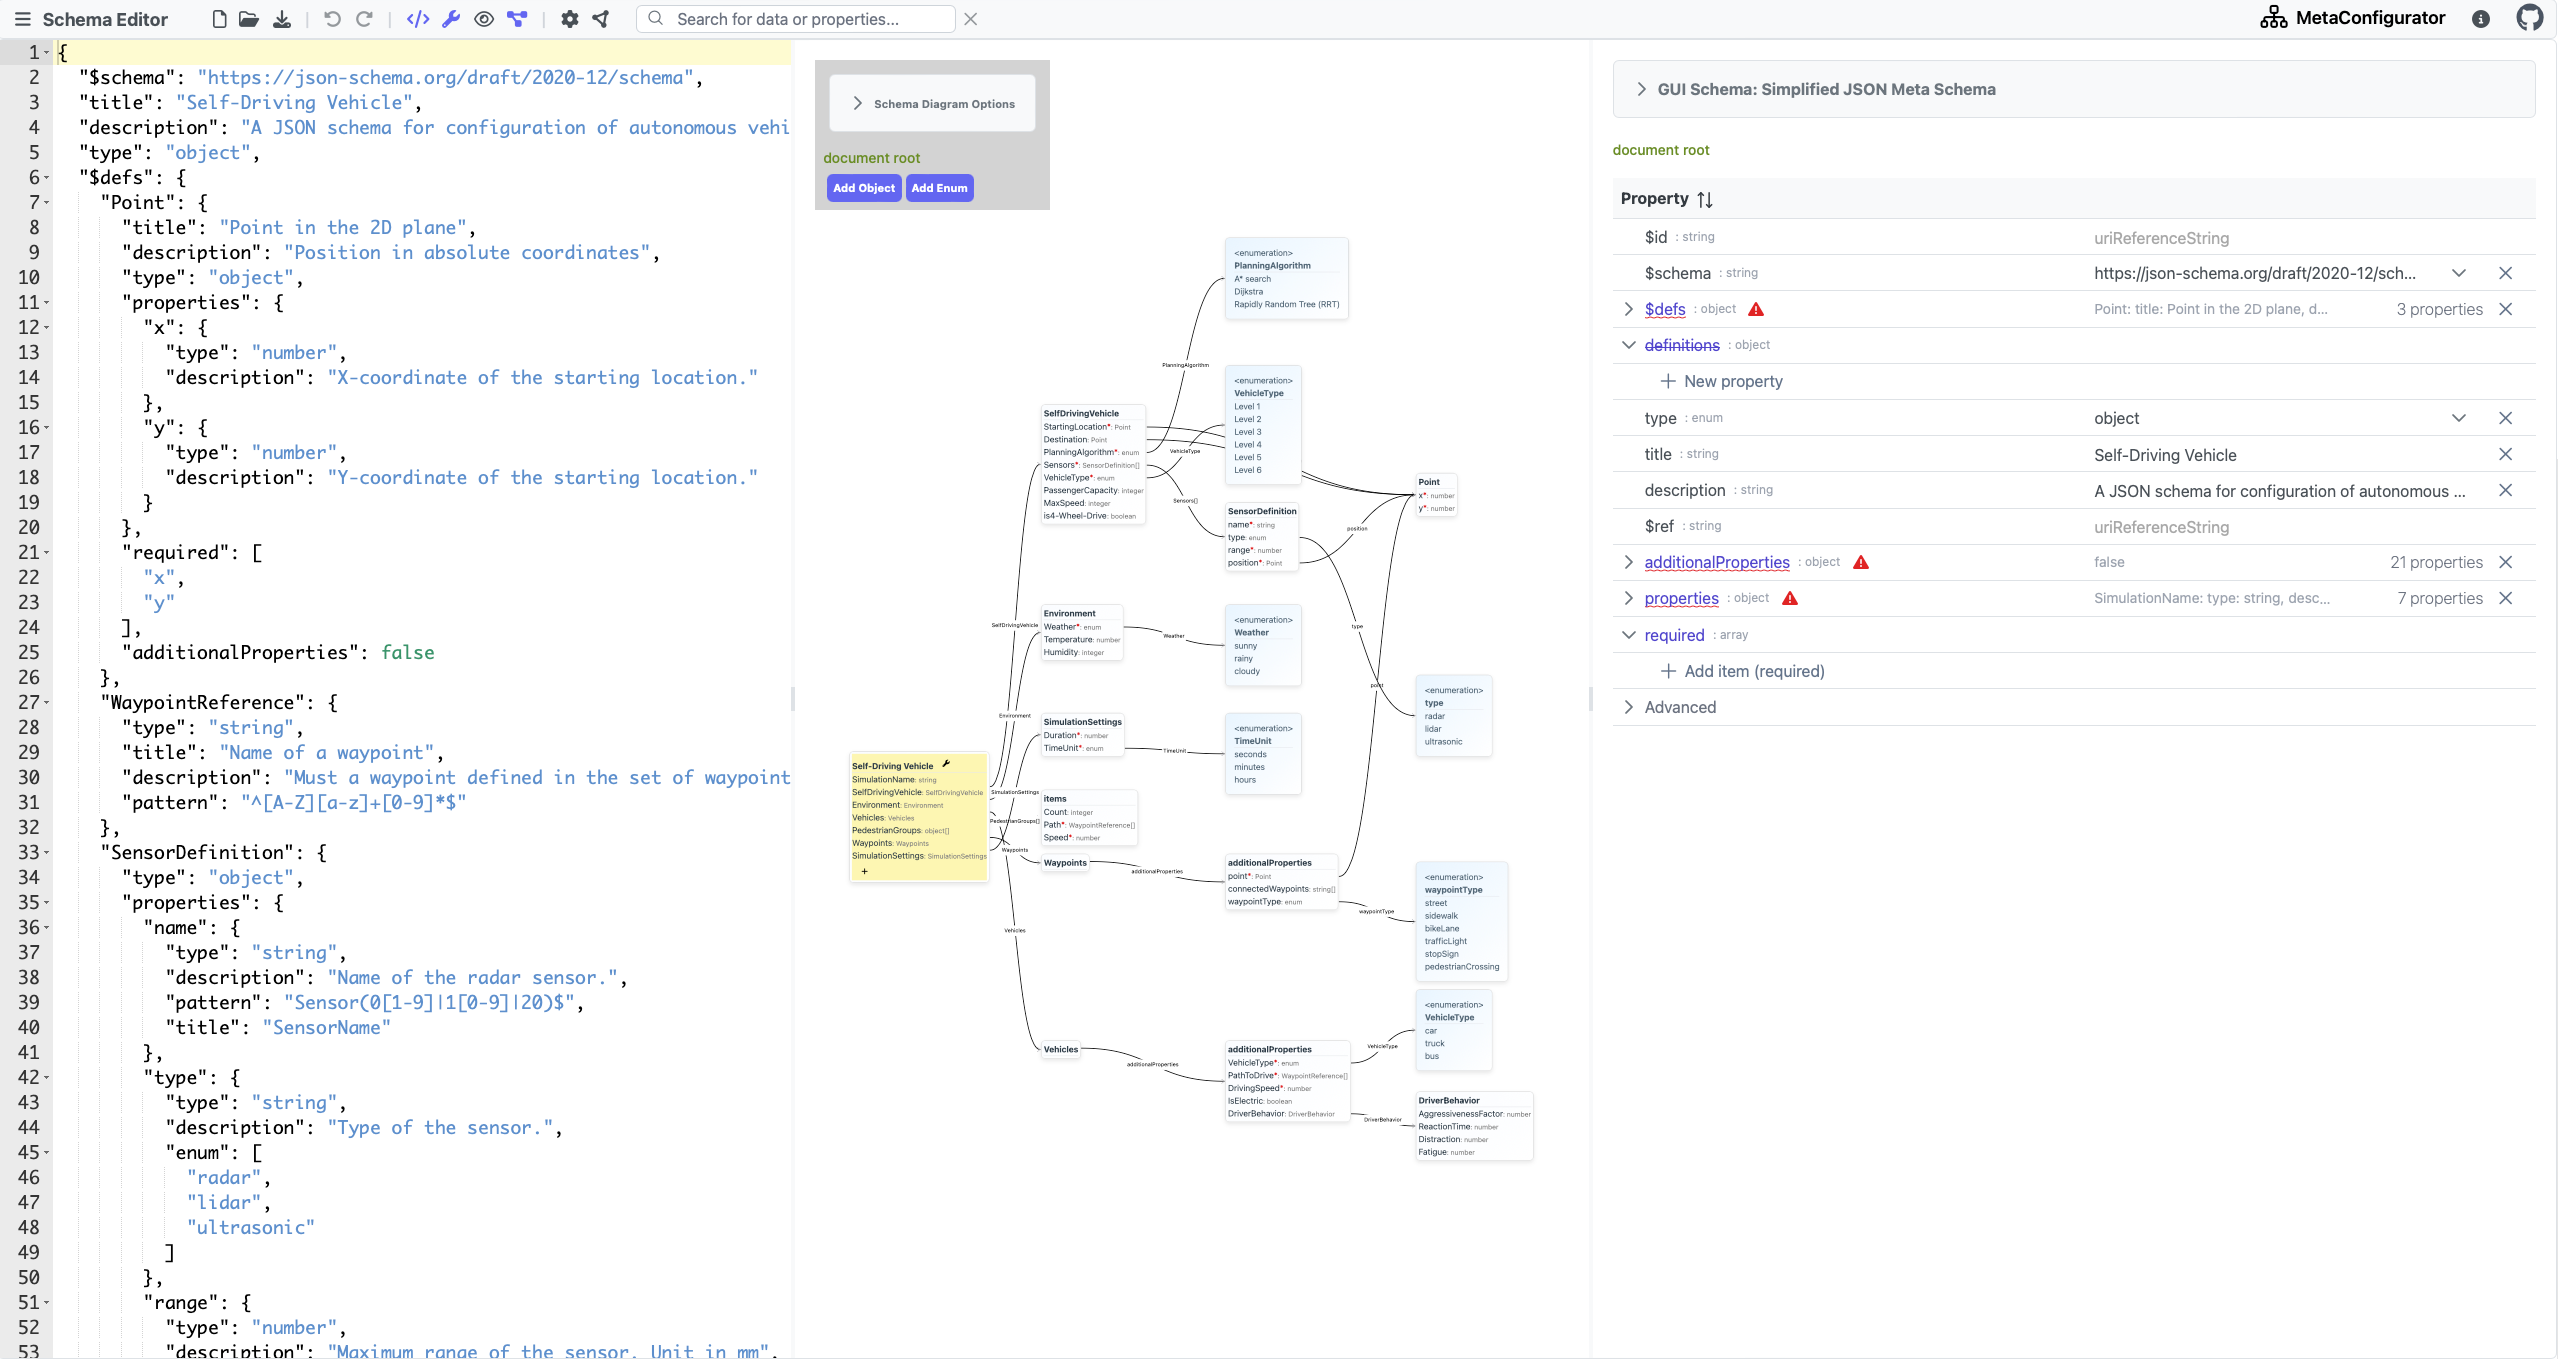 Schema Editor
Search for data or properties...
MetaConfigurator
1 {
2 "$schema": "https://json-schema.org/draft/2020-12/schema",
3 "title": "Self-Driving Vehicle",
4 "description": "A JSON schema for configuration of autonomous vehi
5 "type": "object",
6 "$defs": {
7 "Point": {
8 "title": "Point in the 2D plane",
9 "description": "Position in absolute coordinates",
10 "type": "object",
11 "properties": {
12 "x": {
13 "type": "number",
14 "description": "X-coordinate of the starting location."
15 },
16 "y": {
17 "type": "number",
18 "description": "Y-coordinate of the starting location."
19 }
20 },
21 "required": [
22 "x",
23 "y"
24 ],
25 "additionalProperties": false
26 },
27 "WaypointReference": {
28 "type": "string",
29 "title": "Name of a waypoint",
30 "description": "Must a waypoint defined in the set of waypoint
31 "pattern": "^[A-Z][a-z]+[0-9]*$"
32 },
33 "SensorDefinition": {
34 "type": "object",
35 "properties": {
36 "name": {
37 "type": "string",
38 "description": "Name of the radar sensor.",
39 "pattern": "Sensor(0[1-9]|1[0-9]|20)$",
40 "title": "SensorName"
41 },
42 "type": {
43 "type": "string",
44 "description": "Type of the sensor.",
45 "enum": [
46 "radar",
47 "lidar",
48 "ultrasonic"
49 ]
50 },
51 "range": {
52 "type": "number",
53 "description": "Maximum range of the sensor. Unit in mm",
Schema Diagram Options
document root
Add Object Add Enum
<enumeration>
PlanningAlgorithm
A* search
Dijkstra
Rapidly Random Tree (RRT)
PlanningAlgorithm
<enumeration>
VehicleType
Level 1
Level 2
Level 3
Level 4
Level 5
Level 6
SelfDrivingVehicle
StartingLocation*: Point
Destination: Point
PlanningAlgorithm*: enum
Sensors*: SensorDefinition[]
VehicleType*: enum
PassengerCapacity: integer
MaxSpeed: integer
is4-Wheel-Drive: boolean
VehicleType
Sensors[]
Point
x*: number
y*: number
SensorDefinition
name*: string
type: enum
range*: number
position*: Point
position
SelfDrivingVehicle
Environment
Weather*: enum
Temperature: number
Humidity: integer
Weather
<enumeration>
Weather
sunny
rainy
cloudy
type
point
<enumeration>
type
radar
lidar
ultrasonic
Environment
SimulationSettings
Duration*: number
TimeUnit*: enum
TimeUnit
<enumeration>
TimeUnit
seconds
minutes
hours
Self-Driving Vehicle
SimulationName: string
SelfDrivingVehicle: SelfDrivingVehicle
Environment: Environment
Vehicles: Vehicles
PedestrianGroups: object[]
Waypoints: Waypoints
SimulationSettings: SimulationSettings
+
SimulationSettings
PedestrianGroups[]
Waypoints
items
Count: integer
Path*: WaypointReference[]
Speed*: number
Waypoints
additionalProperties
additionalProperties
point*: Point
connectedWaypoints: string[]
waypointType: enum
waypointType
<enumeration>
waypointType
street
sidewalk
bikeLane
trafficLight
stopSign
pedestrianCrossing
Vehicles
Vehicles
additionalProperties
additionalProperties
VehicleType*: enum
PathToDrive*: WaypointReference[]
DrivingSpeed*: number
IsElectric: boolean
DriverBehavior: DriverBehavior
VehicleType
<enumeration>
VehicleType
car
truck
bus
DriverBehavior
DriverBehavior
AggressivenessFactor: number
ReactionTime: number
Distraction: number
Fatigue: number
GUI Schema: Simplified JSON Meta Schema
document root
Property
$id : string uriReferenceString
$schema : string https://json-schema.org/draft/2020-12/sch...
$defs : object Point: title: Point in the 2D plane, d... 3 properties
definitions : object
New property
type : enum object
title : string Self-Driving Vehicle
description : string A JSON schema for configuration of autonomous ...
$ref : string uriReferenceString
additionalProperties : object false 21 properties
properties : object SimulationName: type: string, desc... 7 properties
required : array
Add item (required)
Advanced